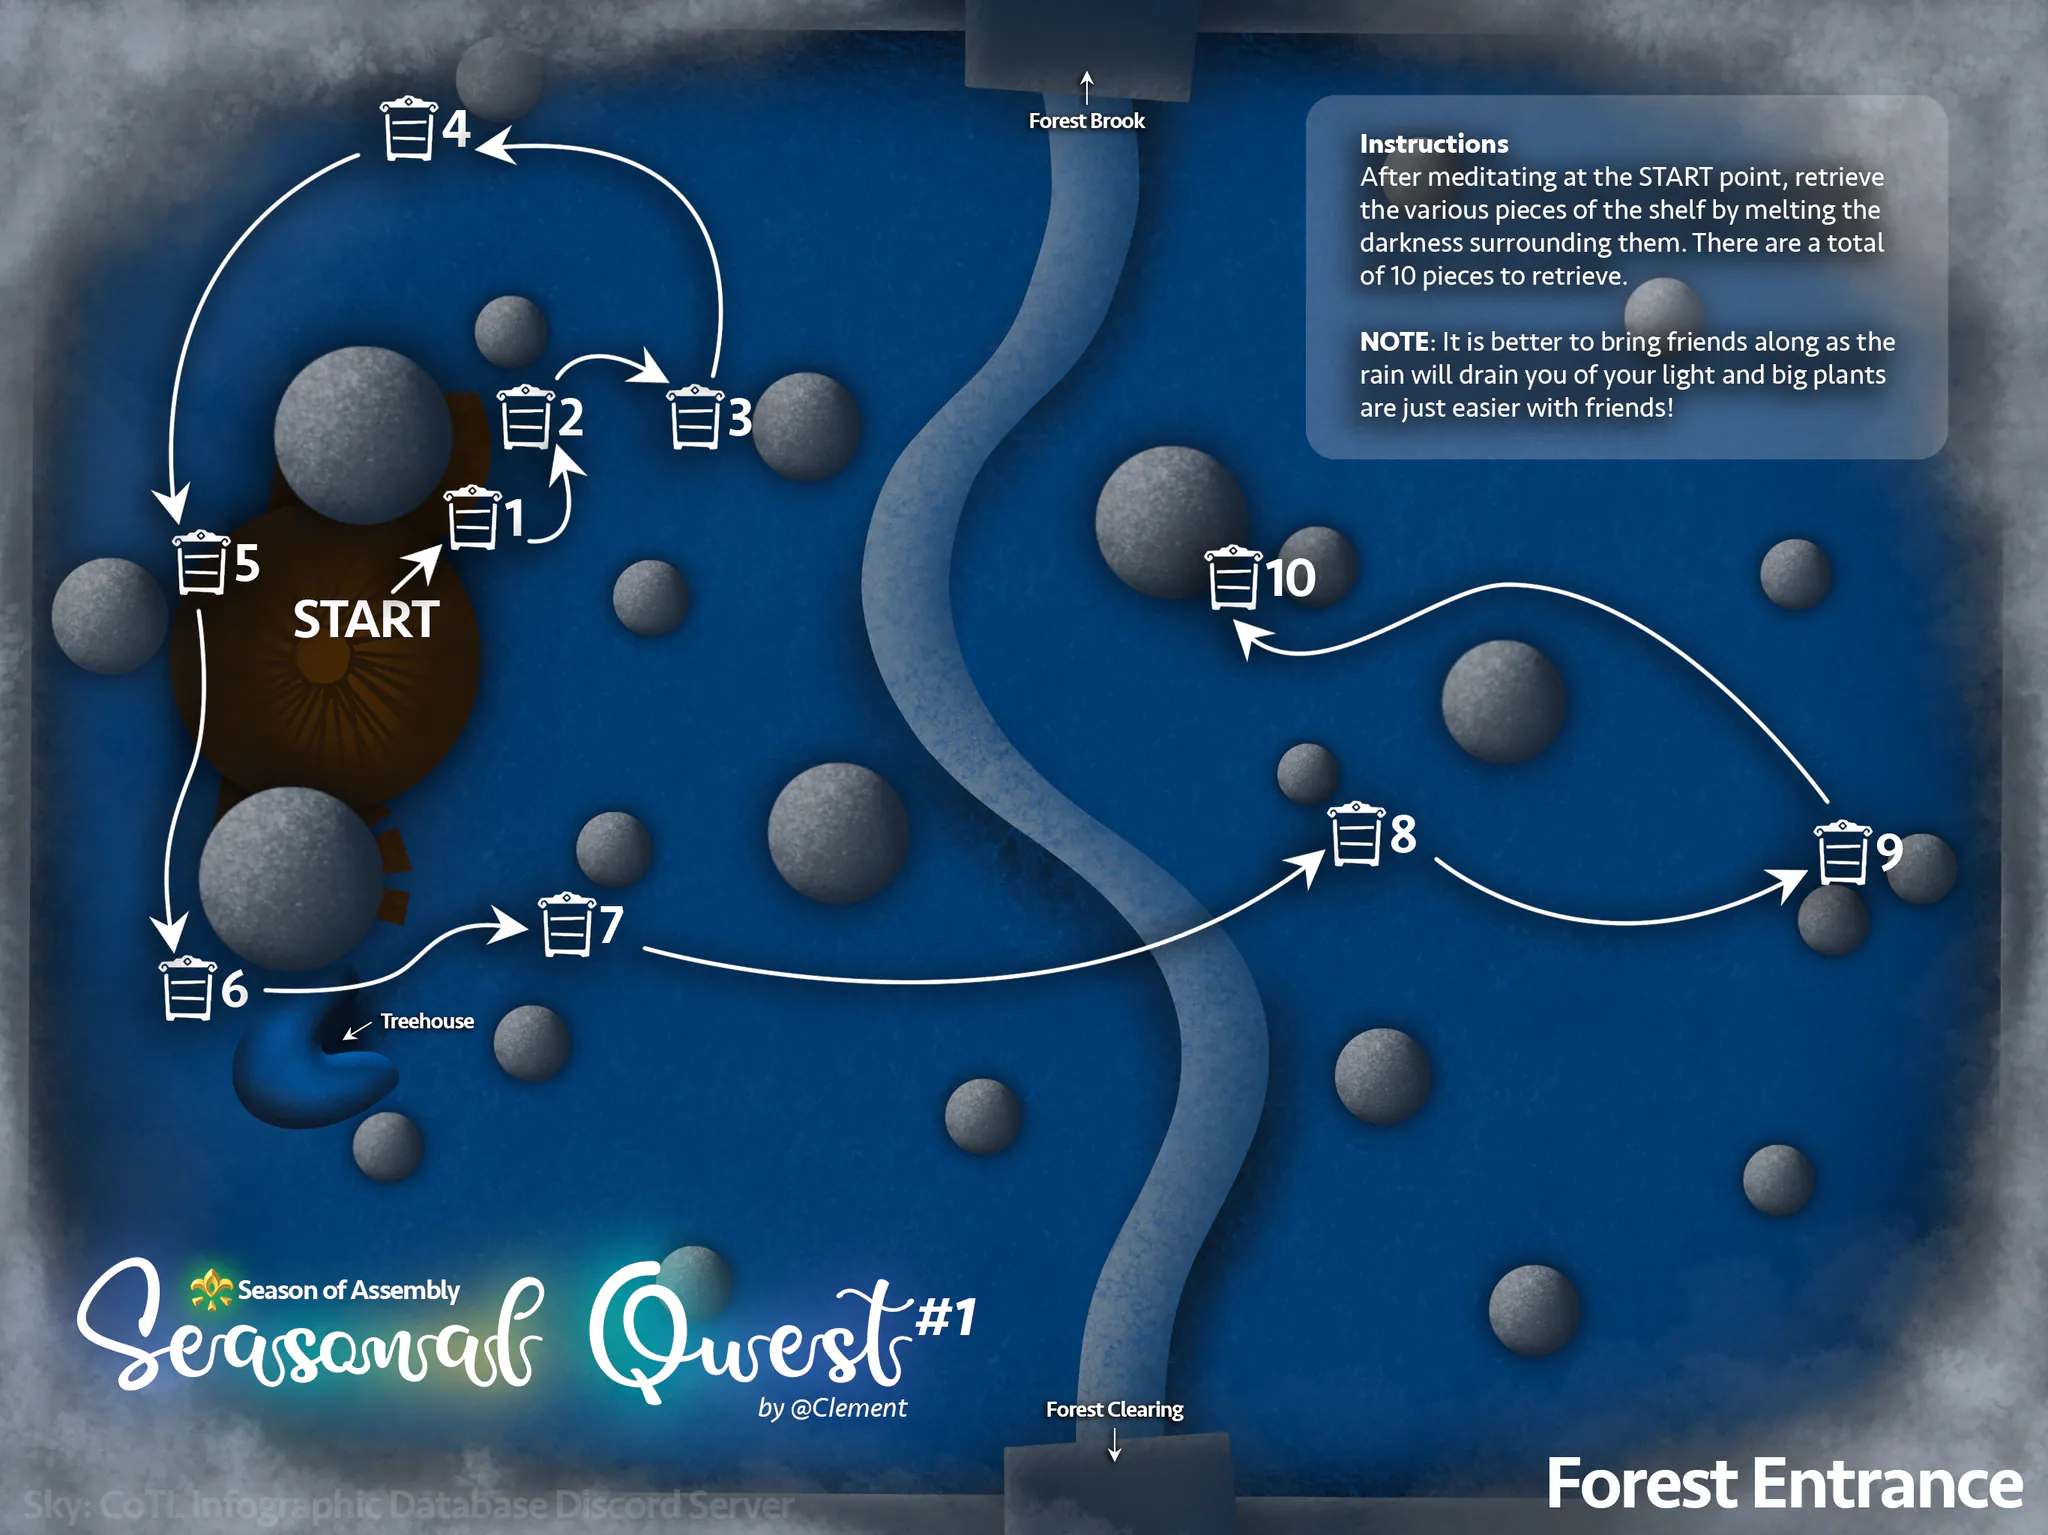 Forest Brook
Instructions
After meditating at the START point, retrieve
the various pieces of the shelf by melting the
darkness surrounding them. There are a total
of 10 pieces to retrieve.
NOTE: It is better to bring friends along as the
rain will drain you of your light and big plants
are just easier with friends!
4
2
3
1
5
START
10
8
9
7
6
Treehouse
Season of Assembly
Seasonal Quest #1
by @Clement
Forest Clearing
Forest Entrance
Sky: CoTL Infographic Database Discord Server